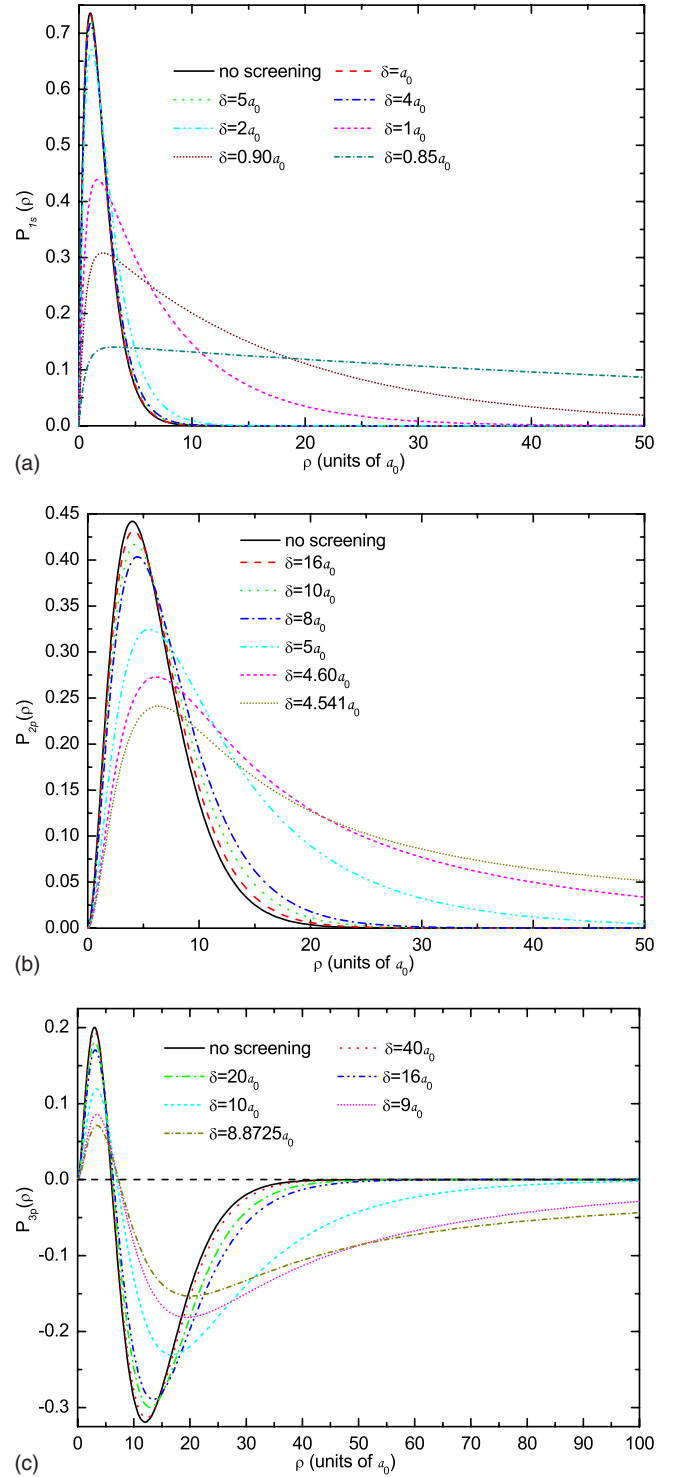 0.7
0.6
0.5
0.4
0.3
0.2
0.1
0.0
P1s (ρ)
no screening
δ=a0
δ=5a0
δ=4a0
δ=2a0
δ=1a0
δ=0.90a0
δ=0.85a0
0 10 20 30 40 50
ρ (units of a0)
(a)
0.45
0.40
0.35
0.30
0.25
0.20
0.15
0.10
0.05
0.00
P2p(ρ)
no screening
δ=16a0
δ=10a0
δ=8a0
δ=5a0
δ=4.60a0
δ=4.541a0
0 10 20 30 40 50
ρ (units of a0)
(b)
0.2
0.1
0.0
-0.1
-0.2
-0.3
P3p(ρ)
no screening
δ=40a0
δ=20a0
δ=16a0
δ=10a0
δ=9a0
δ=8.8725a0
0 10 20 30 40 50 60 70 80 90 100
ρ (units of a0)
(c)